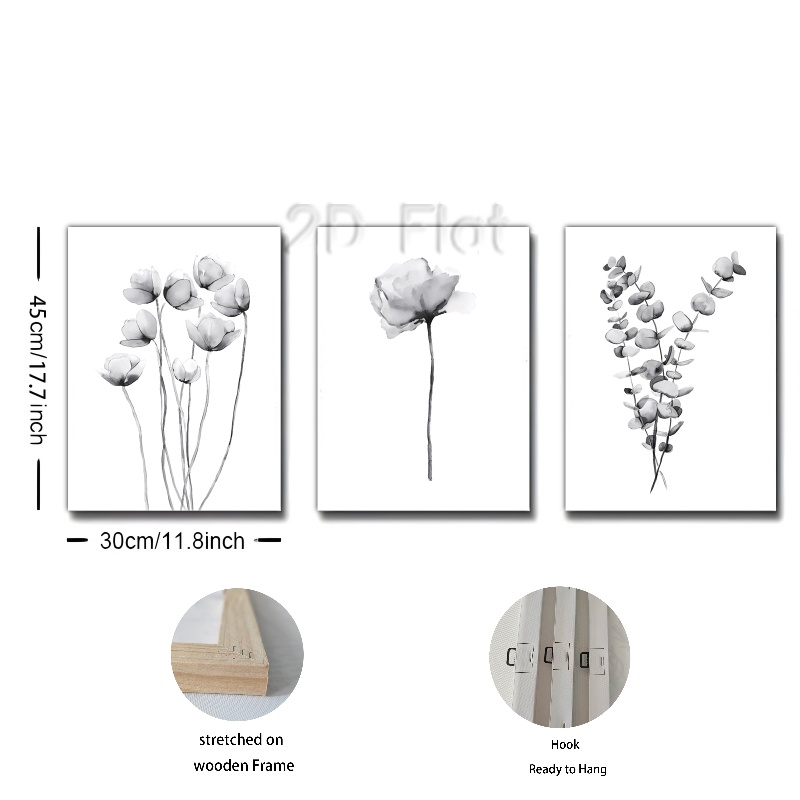 2D Flat
45cm/17.7inch
30cm/11.8inch
stretched on
wooden Frame
Hook
Ready to Hang